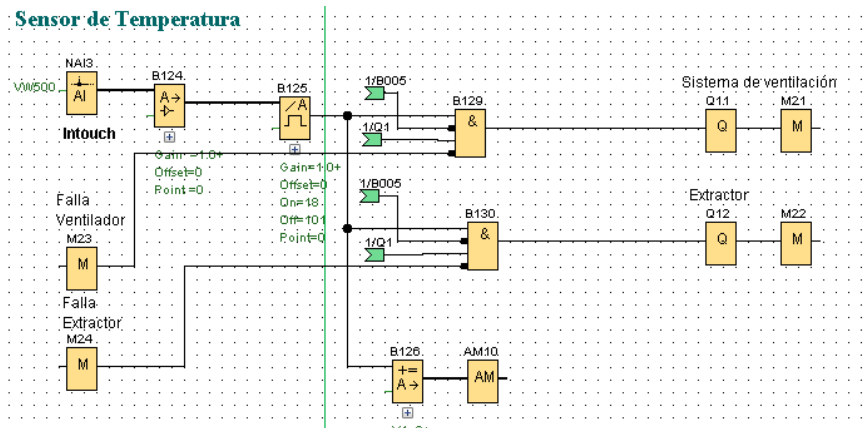 Sensor de Temperatura
NAI3
VW500
AI
Intouch
B124
A→
Gain =1.0+
Offset=0
Point =0
B125
/A
Gain=1.0+
Offset=0
On=18
Off=101
Point=0
1/B005
1/Q1
B129
&
Sistema de ventilación
Q11
Q
M21
M
Falla
Ventilador
M23
M
1/B005
1/Q1
B130
&
Extractor
Q12
Q
M22
M
Falla
Extractor
M24
M
B126
+=
A→
AM10
AM